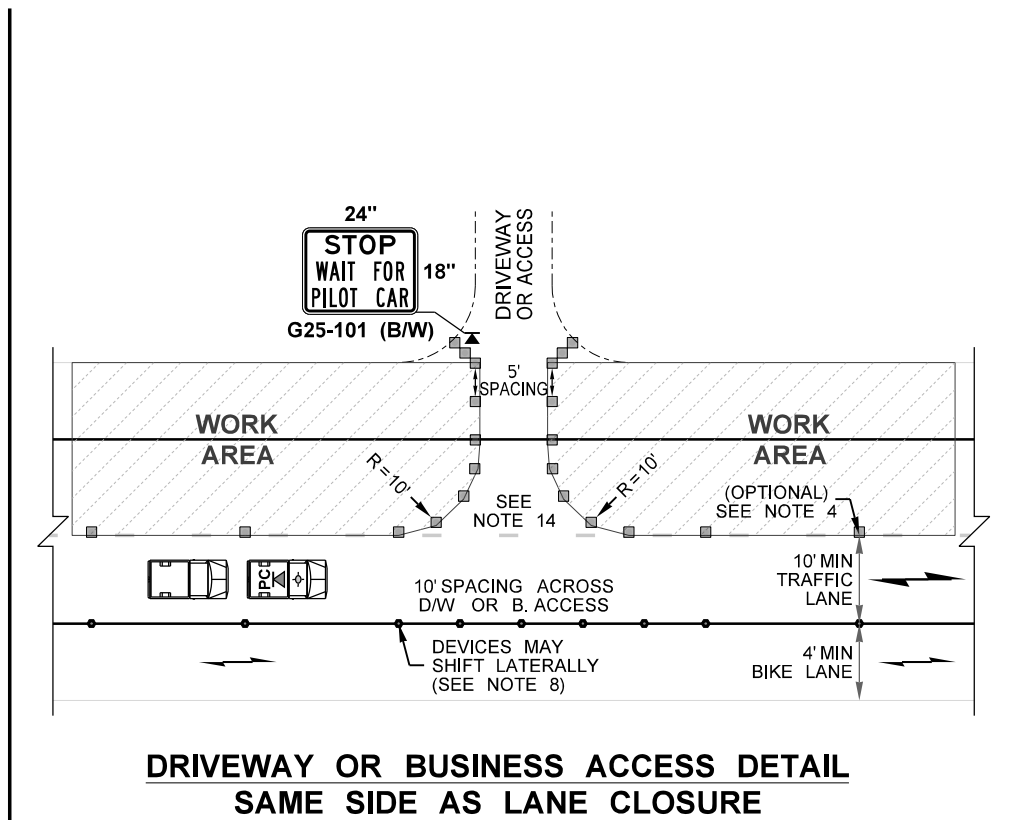 24"
STOP
WAIT FOR
PILOT CAR
18"
G25-101 (B/W)
DRIVEWAY
OR ACCESS
5'
SPACING
WORK
AREA
WORK
AREA
R=10'
R=10'
SEE
NOTE 14
(OPTIONAL)
SEE NOTE 4
PC
10' SPACING ACROSS
D/W OR B. ACCESS
10' MIN
TRAFFIC
LANE
DEVICES MAY
SHIFT LATERALLY
(SEE NOTE 8)
4' MIN
BIKE LANE
DRIVEWAY OR BUSINESS ACCESS DETAIL
SAME SIDE AS LANE CLOSURE